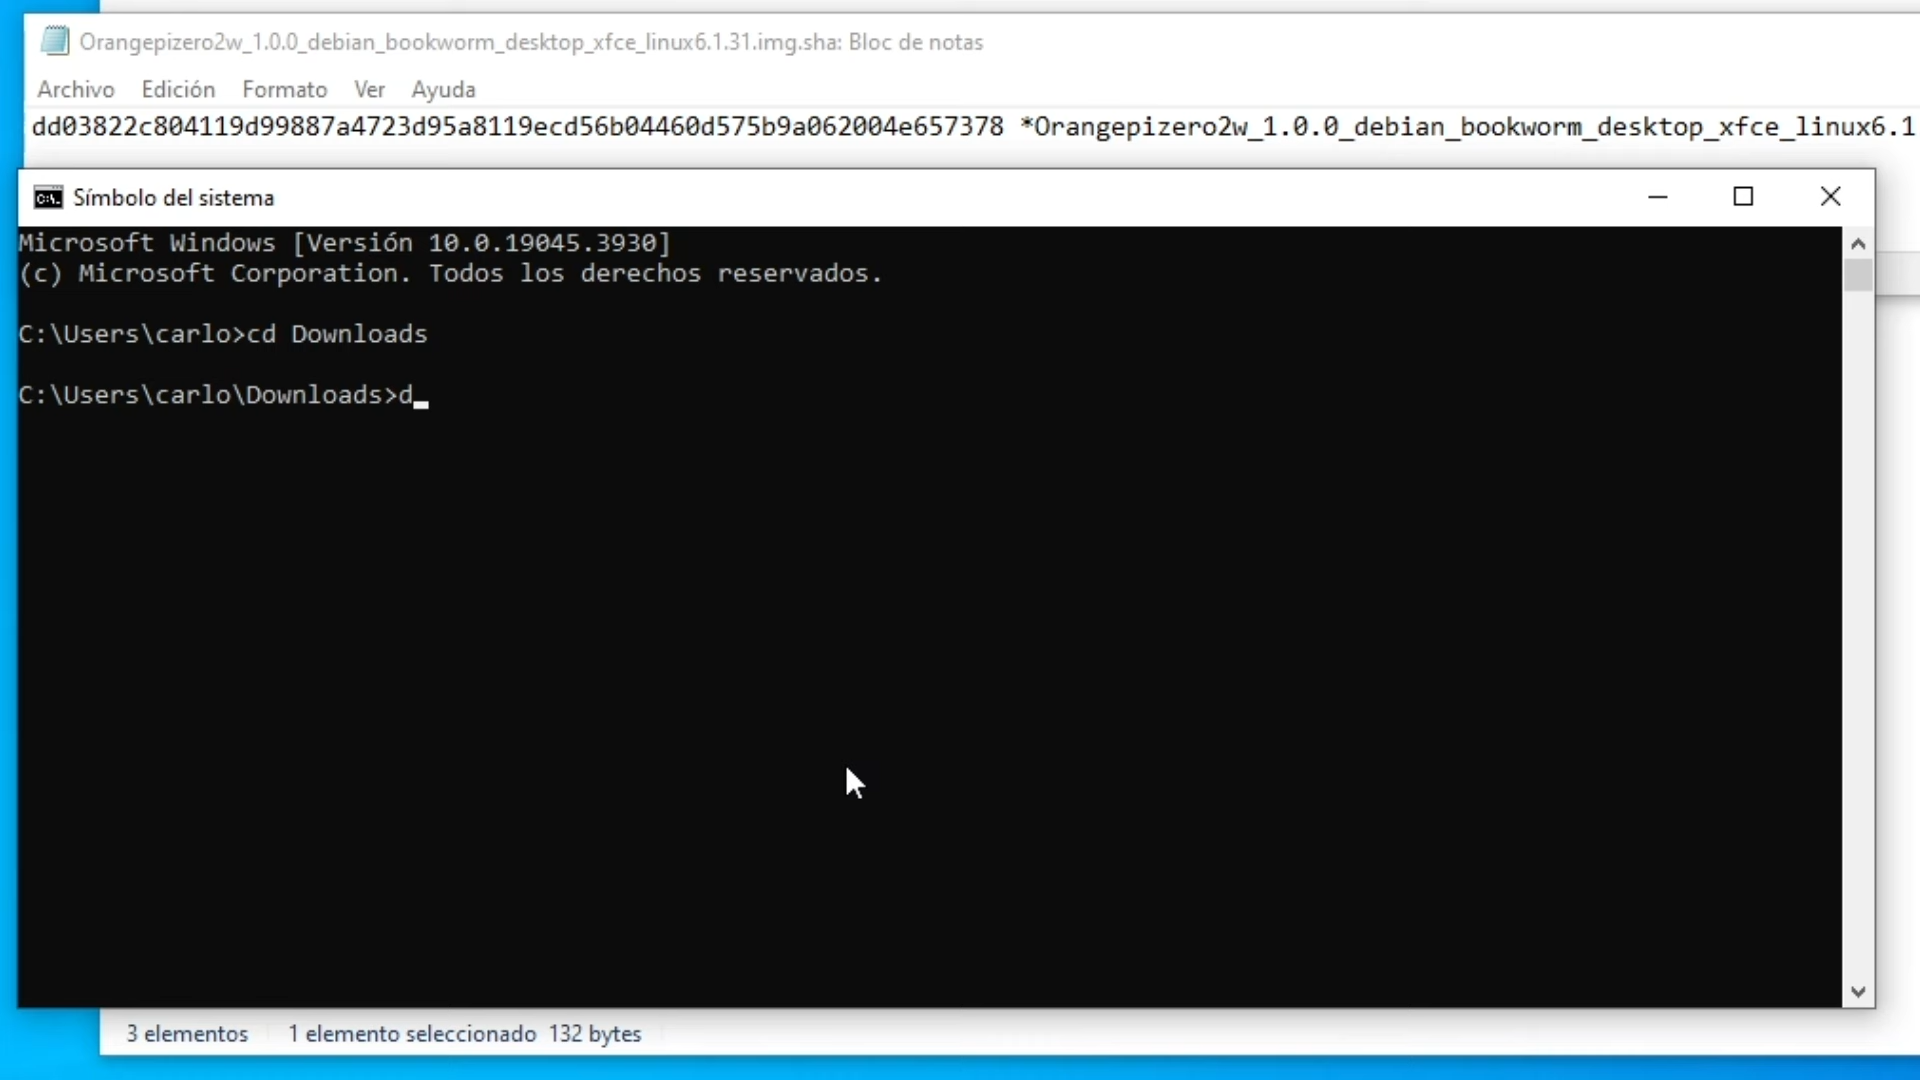 Orangepizero2w_1.0.0_debian_bookworm_desktop_xfce_linux6.1.31.img.sha: Bloc de notas
Archivo Edición Formato Ver Ayuda
dd03822c804119d99887a4723d95a8119ecd56b04460d575b9a062004e657378 *Orangepizero2w_1.0.0_debian_bookworm_desktop_xfce_linux6.1
C:\. Símbolo del sistema
Microsoft Windows [Versión 10.0.19045.3930]
(c) Microsoft Corporation. Todos los derechos reservados.
C:\Users\carlo>cd Downloads
C:\Users\carlo\Downloads>d_
3 elementos 1 elemento seleccionado 132 bytes